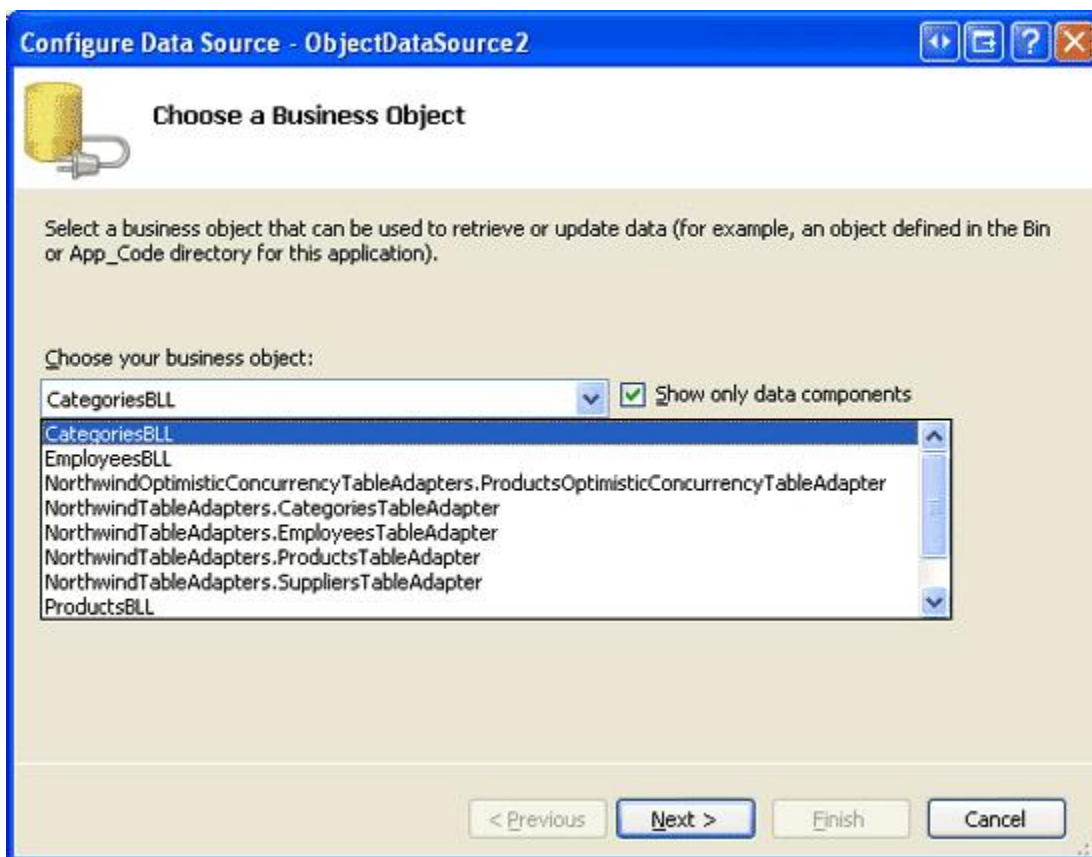 Configure Data Source - ObjectDataSource2
Choose a Business Object
Select a business object that can be used to retrieve or update data (for example, an object defined in the Bin
or App_Code directory for this application).
Choose your business object:
CategoriesBLL
Show only data components
CategoriesBLL
EmployeesBLL
NorthwindOptimisticConcurrencyTableAdapters.ProductsOptimisticConcurrencyTableAdapter
NorthwindTableAdapters.CategoriesTableAdapter
NorthwindTableAdapters.EmployeesTableAdapter
NorthwindTableAdapters.ProductsTableAdapter
NorthwindTableAdapters.SuppliersTableAdapter
ProductsBLL
< Previous
Next >
Finish
Cancel